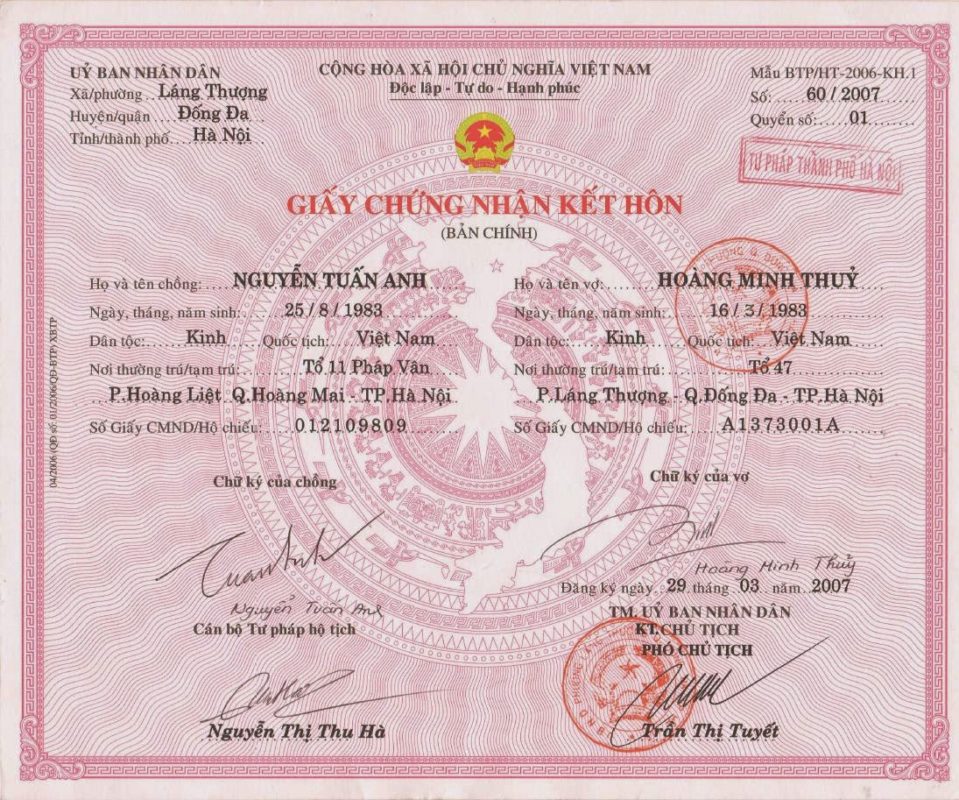 UỶ BAN NHÂN DÂN
Xã/phường Láng Thượng
Huyện/quận Đống Đa
Tỉnh/thành phố Hà Nội
CỘNG HÒA XÃ HỘI CHỦ NGHĨA VIỆT NAM
Độc lập - Tự do - Hạnh phúc
Mẫu BTP/HT-2006-KH.1
Số: 60 / 2007
Quyển số: 01
TƯ PHÁP THÀNH PHỐ HÀ NỘI
GIẤY CHỨNG NHẬN KẾT HÔN
(BẢN CHÍNH)
Họ và tên chồng: NGUYỄN TUẤN ANH
Ngày, tháng, năm sinh: 25 / 8 / 1983
Dân tộc: Kinh Quốc tịch: Việt Nam
Nơi thường trú/tạm trú: Tổ 11 Pháp Vân
P.Hoàng Liệt Q.Hoàng Mai - TP.Hà Nội
Số Giấy CMND/Hộ chiếu: 012109809
Chữ ký của chồng
Tuan Anh
Nguyễn Tuấn Anh
Cán bộ Tư pháp hộ tịch
Nguyễn Thị Thu Hà
Họ và tên vợ: HOÀNG MINH THUỶ
Ngày, tháng, năm sinh: 16 / 3 / 1983
Dân tộc: Kinh Quốc tịch: Việt Nam
Nơi thường trú/tạm trú: Tổ 47
P.Láng Thượng - Q.Đống Đa - TP.Hà Nội
Số Giấy CMND/Hộ chiếu: A1373001A
Chữ ký của vợ
Hoàng Minh Thuỷ
Đăng ký ngày 29 tháng 03 năm 2007
TM. UỶ BAN NHÂN DÂN
KT.CHỦ TỊCH
PHÓ CHỦ TỊCH
Trần Thị Tuyết
04/2006 (QĐ số: 01/2006/QĐ-BTP) XBTP